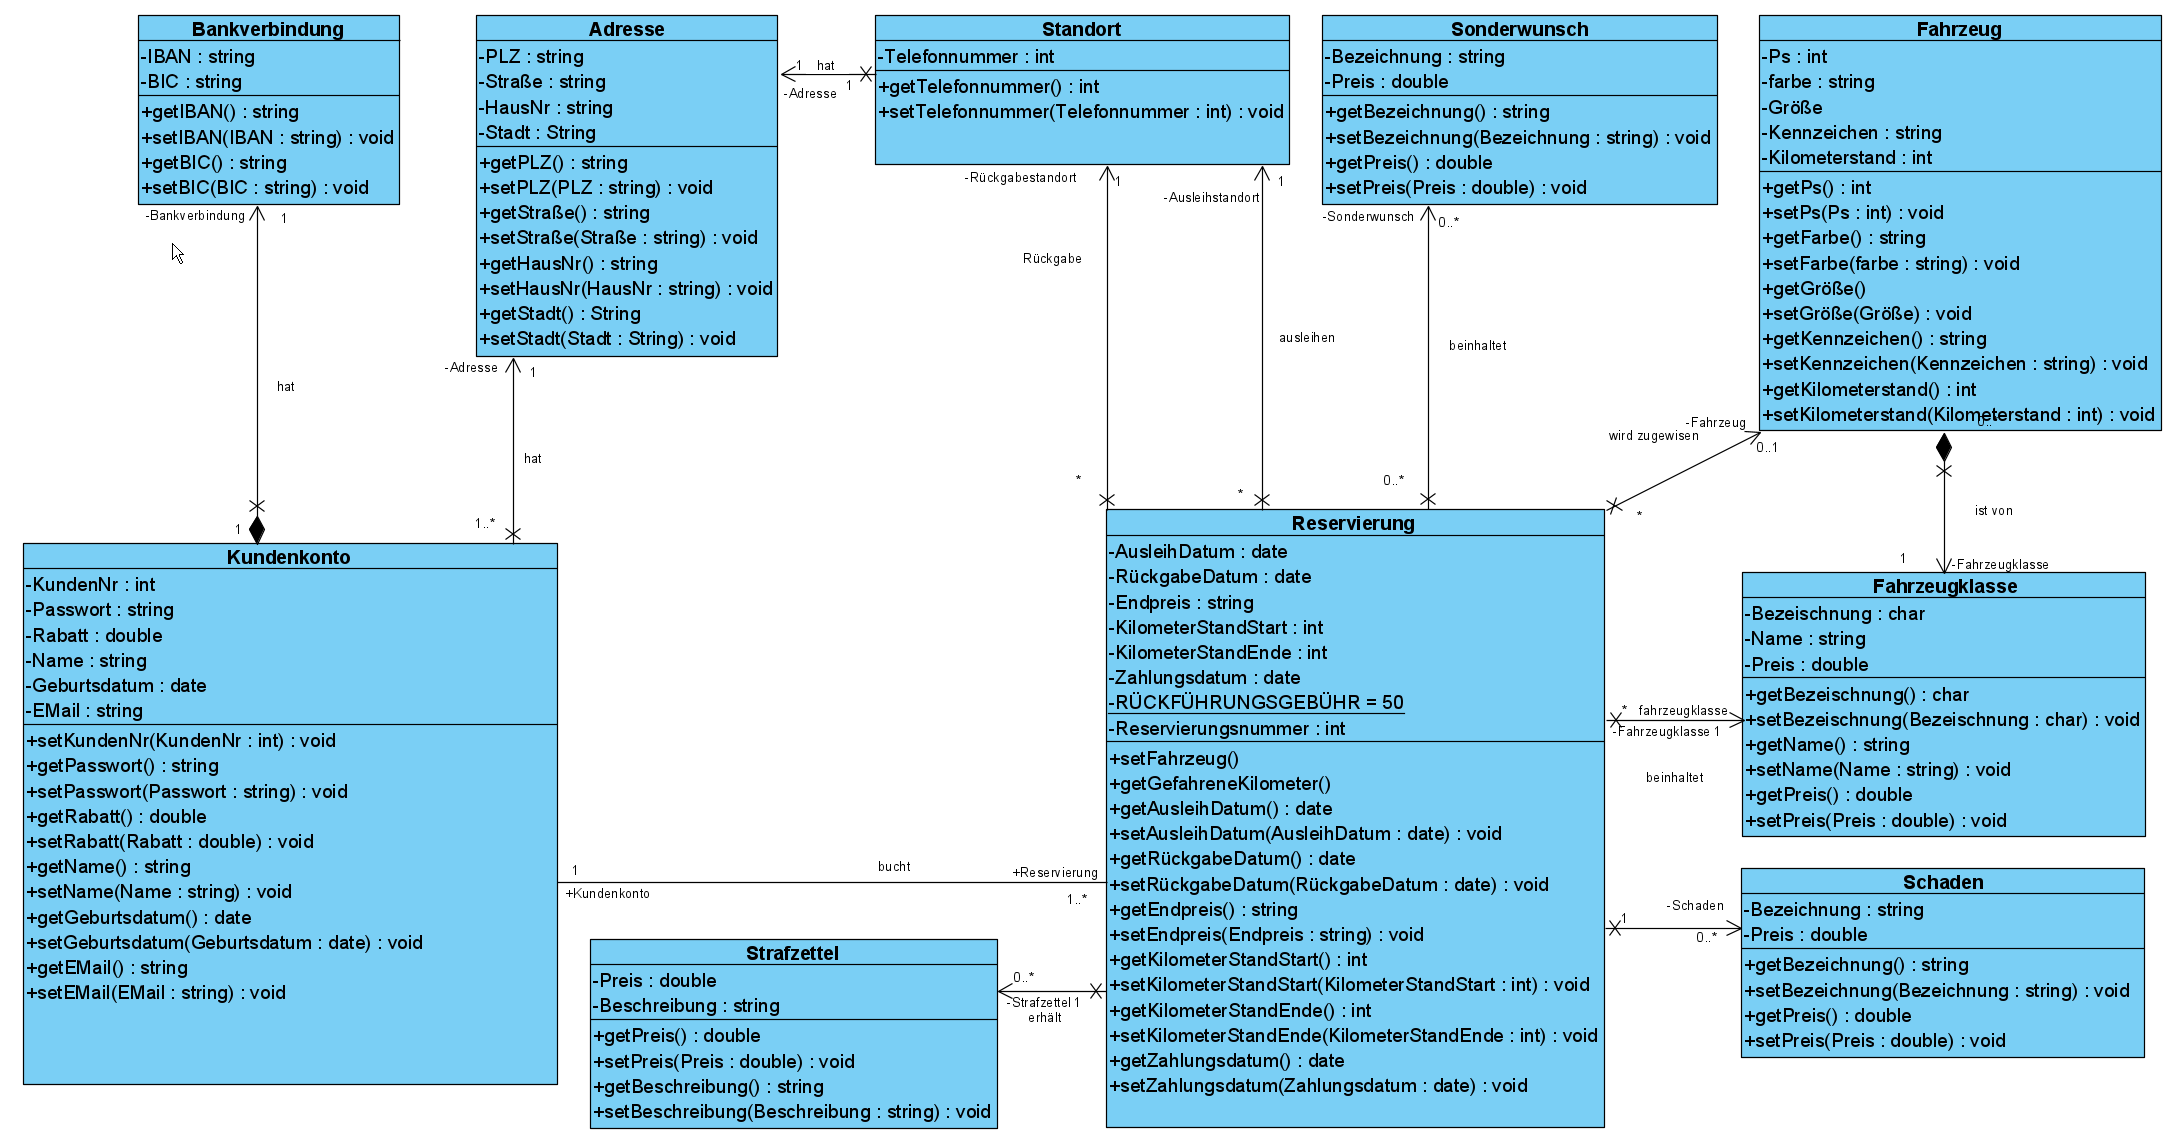 Bankverbindung
-IBAN : string
-BIC : string
+getIBAN() : string
+setIBAN(IBAN : string) : void
+getBIC() : string
+setBIC(BIC : string) : void
Adresse
-PLZ : string
-Straße : string
-HausNr : string
-Stadt : String
+getPLZ() : string
+setPLZ(PLZ : string) : void
+getStraße() : string
+setStraße(Straße : string) : void
+getHausNr() : string
+setHausNr(HausNr : string) : void
+getStadt() : String
+setStadt(Stadt : String) : void
1 hat
-Adresse 1
Standort
-Telefonnummer : int
+getTelefonnummer() : int
+setTelefonnummer(Telefonnummer : int) : void
Sonderwunsch
-Bezeichnung : string
-Preis : double
+getBezeichnung() : string
+setBezeichnung(Bezeichnung : string) : void
+getPreis() : double
+setPreis(Preis : double) : void
Fahrzeug
-Ps : int
-farbe : string
-Größe
-Kennzeichen : string
-Kilometerstand : int
+getPs() : int
+setPs(Ps : int) : void
+getFarbe() : string
+setFarbe(farbe : string) : void
+getGröße()
+setGröße(Größe) : void
+getKennzeichen() : string
+setKennzeichen(Kennzeichen : string) : void
+getKilometerstand() : int
+setKilometerstand(Kilometerstand : int) : void
-Bankverbindung 1
hat
1
-Adresse 1
hat
1..*
-Rückgabestandort 1
Rückgabe
*
-Ausleihstandort 1
ausleihen
*
-Sonderwunsch 0..*
beinhaltet
0..*
-Fahrzeug
wird zugewisen
0..1
*
0..*
ist von
1 -Fahrzeugklasse
Kundenkonto
-KundenNr : int
-Passwort : string
-Rabatt : double
-Name : string
-Geburtsdatum : date
-EMail : string
+setKundenNr(KundenNr : int) : void
+getPasswort() : string
+setPasswort(Passwort : string) : void
+getRabatt() : double
+setRabatt(Rabatt : double) : void
+getName() : string
+setName(Name : string) : void
+getGeburtsdatum() : date
+setGeburtsdatum(Geburtsdatum : date) : void
+getEMail() : string
+setEMail(EMail : string) : void
1 bucht +Reservierung
+Kundenkonto 1..*
Reservierung
-AusleihDatum : date
-RückgabeDatum : date
-Endpreis : string
-KilometerStandStart : int
-KilometerStandEnde : int
-Zahlungsdatum : date
-RÜCKFÜHRUNGSGEBÜHR = 50
-Reservierungsnummer : int
+setFahrzeug()
+getGefahreneKilometer()
+getAusleihDatum() : date
+setAusleihDatum(AusleihDatum : date) : void
+getRückgabeDatum() : date
+setRückgabeDatum(RückgabeDatum : date) : void
+getEndpreis() : string
+setEndpreis(Endpreis : string) : void
+getKilometerStandStart() : int
+setKilometerStandStart(KilometerStandStart : int) : void
+getKilometerStandEnde() : int
+setKilometerStandEnde(KilometerStandEnde : int) : void
+getZahlungsdatum() : date
+setZahlungsdatum(Zahlungsdatum : date) : void
* fahrzeugklasse
-Fahrzeugklasse 1
beinhaltet
Fahrzeugklasse
-Bezeischnung : char
-Name : string
-Preis : double
+getBezeischnung() : char
+setBezeischnung(Bezeischnung : char) : void
+getName() : string
+setName(Name : string) : void
+getPreis() : double
+setPreis(Preis : double) : void
-Schaden
1
0..*
Schaden
-Bezeichnung : string
-Preis : double
+getBezeichnung() : string
+setBezeichnung(Bezeichnung : string) : void
+getPreis() : double
+setPreis(Preis : double) : void
Strafzettel
-Preis : double
-Beschreibung : string
+getPreis() : double
+setPreis(Preis : double) : void
+getBeschreibung() : string
+setBeschreibung(Beschreibung : string) : void
0..*
-Strafzettel 1
erhält